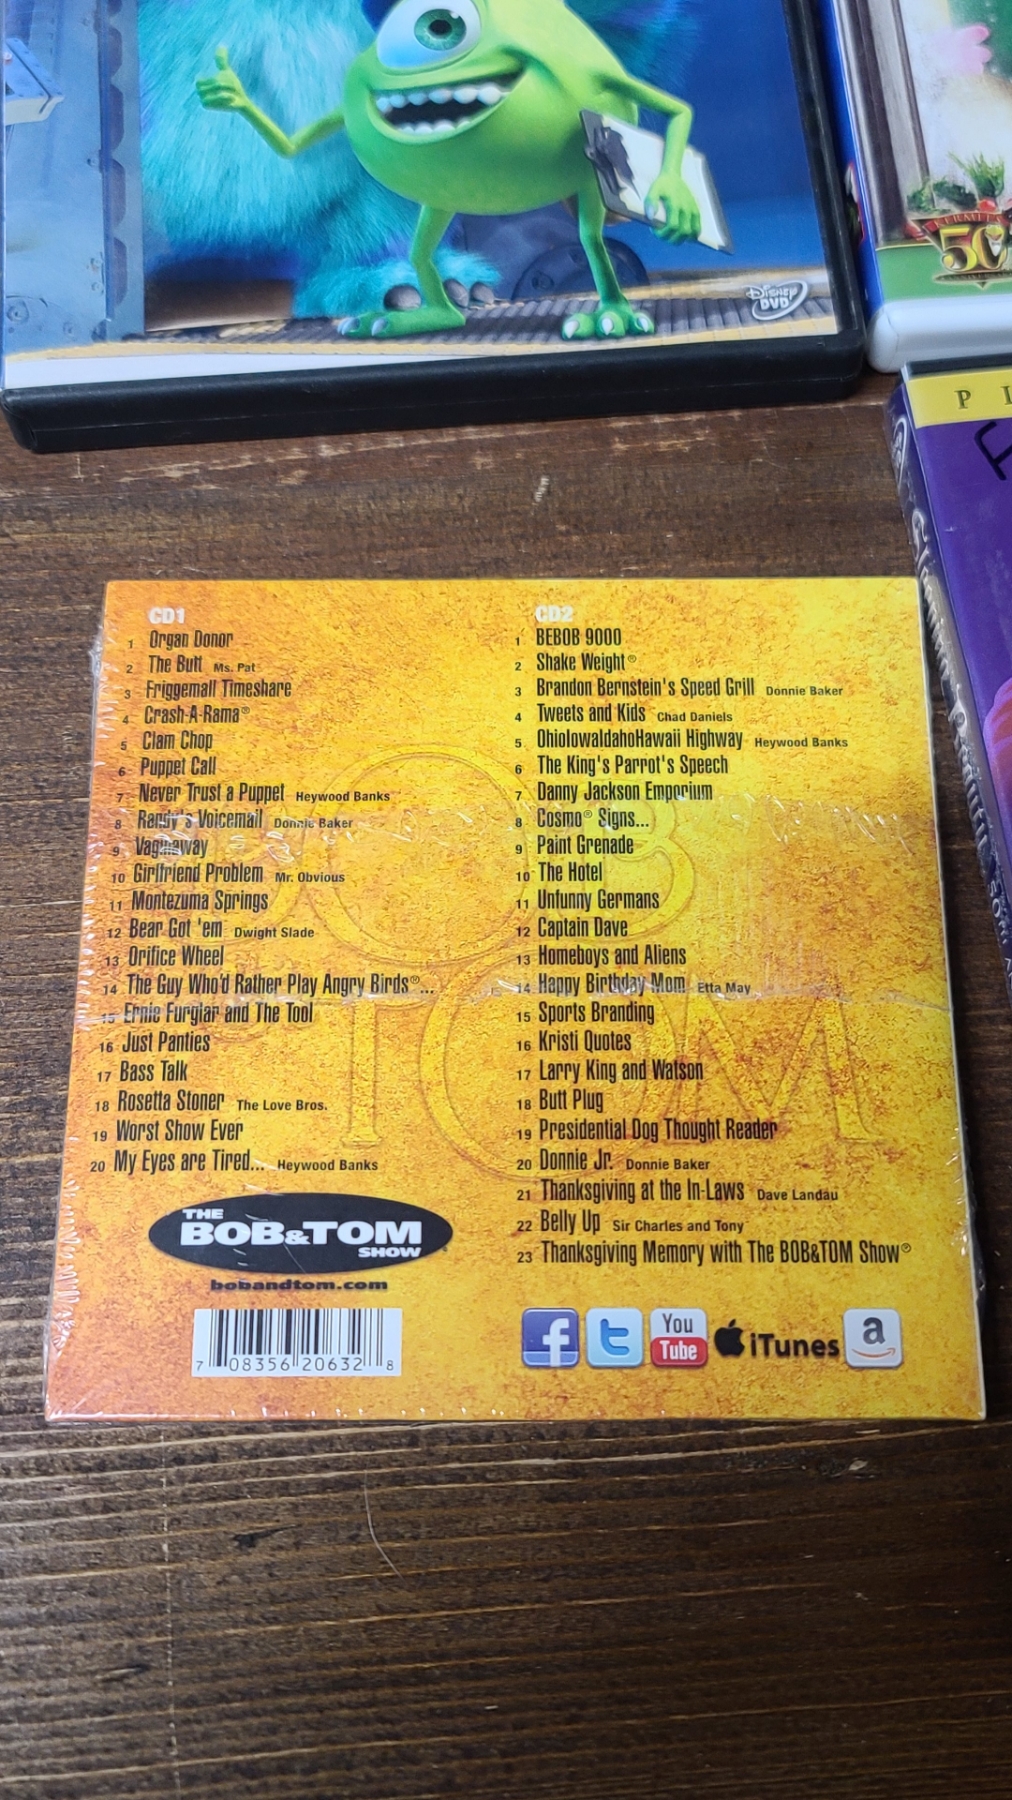 DISNEY
DVD
KERMIT'S
50
P
CD1
1 Organ Donor
2 The Butt Ms. Pat
3 Friggemall Timeshare
4 Crash-A-Rama®
5 Clam Chop
6 Puppet Call
7 Never Trust a Puppet Heywood Banks
8 Randy's Voicemail Donnie Baker
9 Vaginaway
10 Girlfriend Problem Mr. Obvious
11 Montezuma Springs
12 Bear Got 'em Dwight Slade
13 Orifice Wheel
14 The Guy Who'd Rather Play Angry Birds®...
15 Ernie Furglar and The Tool
16 Just Panties
17 Bass Talk
18 Rosetta Stoner The Love Bros.
19 Worst Show Ever
20 My Eyes are Tired... Heywood Banks
CD2
1 BEBOB 9000
2 Shake Weight®
3 Brandon Bernstein's Speed Grill Donnie Baker
4 Tweets and Kids Chad Daniels
5 OhioIowaIdahoHawaii Highway Heywood Banks
6 The King's Parrot's Speech
7 Danny Jackson Emporium
8 Cosmo® Signs...
9 Paint Grenade
10 The Hotel
11 Unfunny Germans
12 Captain Dave
13 Homeboys and Aliens
14 Happy Birthday Mom Etta May
15 Sports Branding
16 Kristi Quotes
17 Larry King and Watson
18 Butt Plug
19 Presidential Dog Thought Reader
20 Donnie Jr. Donnie Baker
21 Thanksgiving at the In-Laws Dave Landau
22 Belly Up Sir Charles and Tony
23 Thanksgiving Memory with The BOB&TOM Show®
BOB
TOM
THE
BOB&TOM
SHOW
bobandtom.com
7 08356 20632 8
f
t
You
Tube
iTunes
a